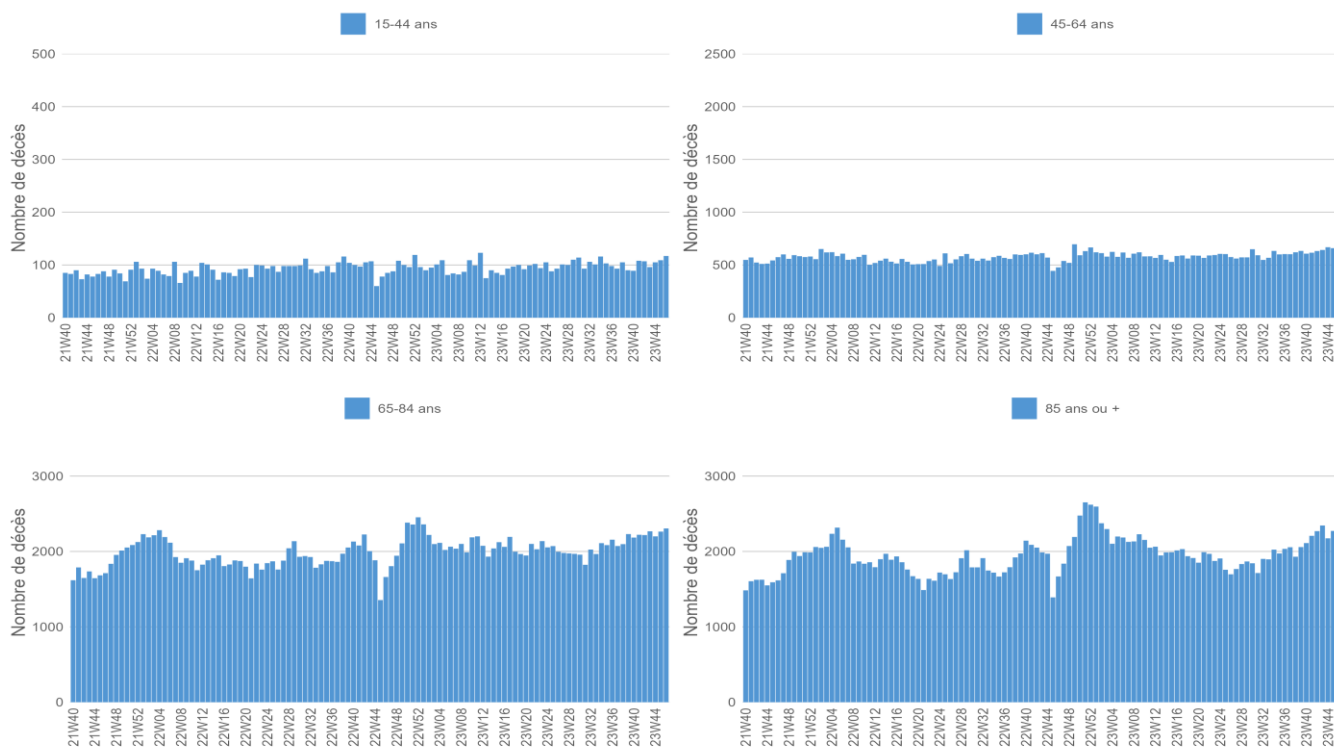 15-44 ans
Nombre de décès
500
400
300
200
100
0
21W40 21W44 21W48 21W52 22W04 22W08 22W12 22W16 22W20 22W24 22W28 22W32 22W36 22W40 22W44 22W48 22W52 23W04 23W08 23W12 23W16 23W20 23W24 23W28 23W32 23W36 23W40 23W44
45-64 ans
Nombre de décès
2500
2000
1500
1000
500
0
21W40 21W44 21W48 21W52 22W04 22W08 22W12 22W16 22W20 22W24 22W28 22W32 22W36 22W40 22W44 22W48 22W52 23W04 23W08 23W12 23W16 23W20 23W24 23W28 23W32 23W36 23W40 23W44
65-84 ans
Nombre de décès
3000
2000
1000
0
21W40 21W44 21W48 21W52 22W04 22W08 22W12 22W16 22W20 22W24 22W28 22W32 22W36 22W40 22W44 22W48 22W52 23W04 23W08 23W12 23W16 23W20 23W24 23W28 23W32 23W36 23W40 23W44
85 ans ou +
Nombre de décès
3000
2000
1000
0
21W40 21W44 21W48 21W52 22W04 22W08 22W12 22W16 22W20 22W24 22W28 22W32 22W36 22W40 22W44 22W48 22W52 23W04 23W08 23W12 23W16 23W20 23W24 23W28 23W32 23W36 23W40 23W44